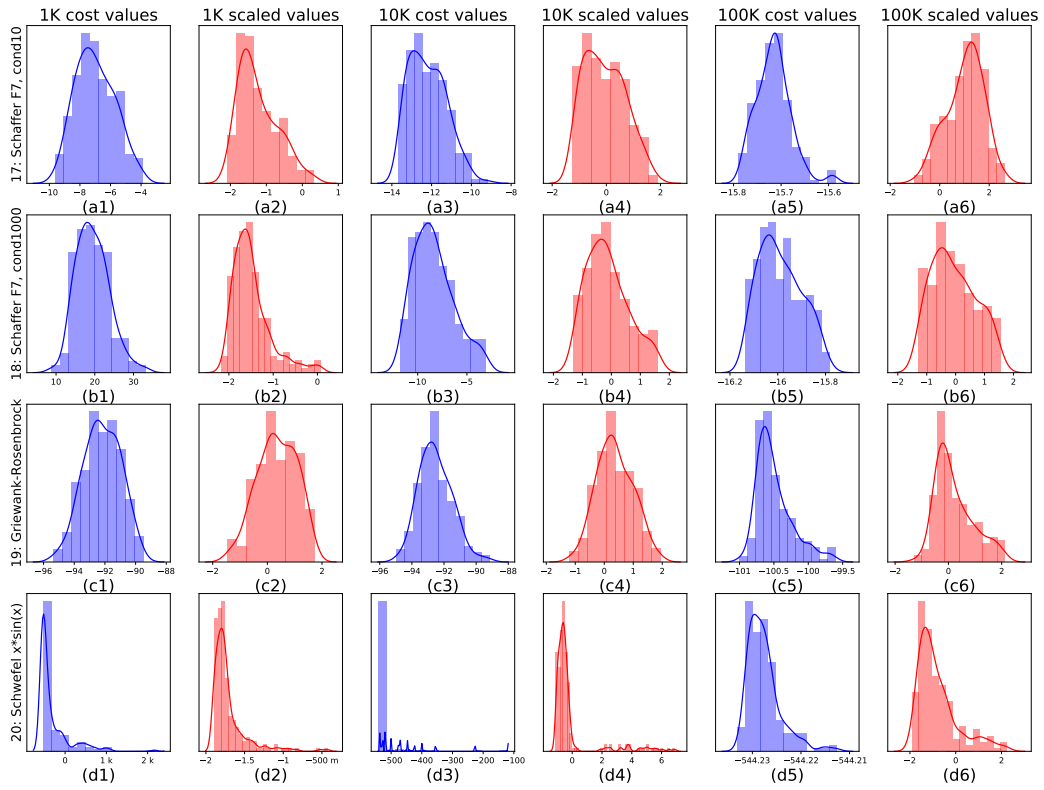 1K cost values 1K scaled values 10K cost values 10K scaled values 100K cost values 100K scaled values
17: Schaffer F7, cond10
−10 −8 −6 −4
−2 −1 0 1
−14 −12 −10 −8
−2 0 2
−15.8 −15.7 −15.6
−2 0 2
(a1) (a2) (a3) (a4) (a5) (a6)
18: Schaffer F7, cond1000
10 20 30
−2 −1 0
−10 −5
−2 −1 0 1 2
−16.2 −16 −15.8
−2 −1 0 1 2
(b1) (b2) (b3) (b4) (b5) (b6)
19: Griewank-Rosenbrock
−96 −94 −92 −90 −88
−2 0 2
−96 −94 −92 −90 −88
−2 −1 0 1 2
−101 −100.5 −100 −99.5
−2 0 2
(c1) (c2) (c3) (c4) (c5) (c6)
20: Schwefel x*sin(x)
0 1 k 2 k
−2 −1.5 −1 −500 m
−500 −400 −300 −200 −100
0 2 4 6
−544.23 −544.22 −544.21
−2 0 2
(d1) (d2) (d3) (d4) (d5) (d6)